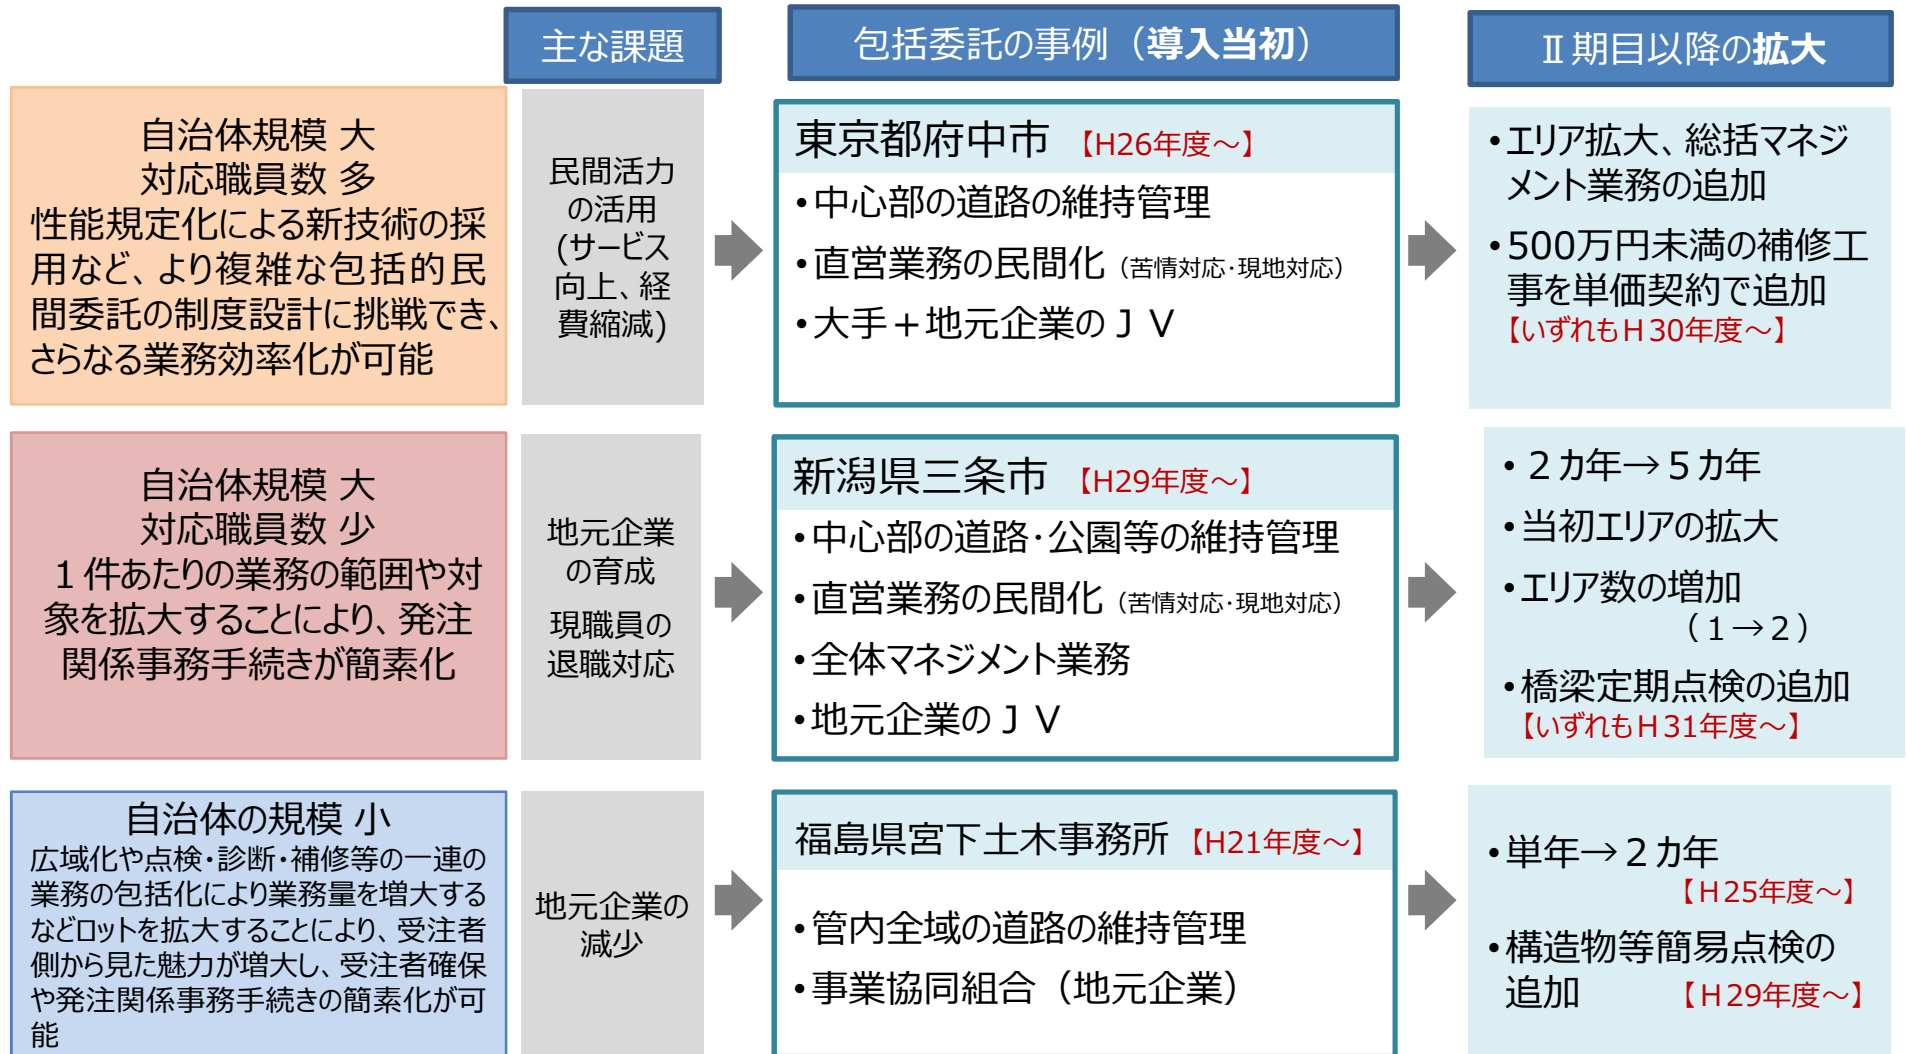 主な課題
包括委託の事例（導入当初）
Ⅱ期目以降の拡大
自治体規模 大
対応職員数 多
性能規定化による新技術の採
用など、より複雑な包括的民
間委託の制度設計に挑戦でき、
さらなる業務効率化が可能
民間活力
の活用
(サービス
向上、経
費縮減)
東京都府中市 【H26年度～】
•中心部の道路の維持管理
•直営業務の民間化（苦情対応･現地対応）
•大手＋地元企業のＪＶ
•エリア拡大、総括マネジ
メント業務の追加
•500万円未満の補修工
事を単価契約で追加
【いずれもＨ30年度～】
自治体規模 大
対応職員数 少
１件あたりの業務の範囲や対
象を拡大することにより、発注
関係事務手続きが簡素化
地元企業
の育成
現職員の
退職対応
新潟県三条市 【H29年度～】
•中心部の道路･公園等の維持管理
•直営業務の民間化（苦情対応･現地対応）
•全体マネジメント業務
•地元企業のＪＶ
•２カ年→５カ年
•当初エリアの拡大
•エリア数の増加
（１→２）
•橋梁定期点検の追加
【いずれもＨ31年度～】
自治体の規模 小
広域化や点検・診断・補修等の一連の
業務の包括化により業務量を増大する
などロットを拡大することにより、受注者
側から見た魅力が増大し、受注者確保
や発注関係事務手続きの簡素化が可
能
地元企業の
減少
福島県宮下土木事務所 【H21年度～】
•管内全域の道路の維持管理
•事業協同組合（地元企業）
•単年→２カ年
【Ｈ25年度～】
•構造物等簡易点検の
追加 【Ｈ29年度～】